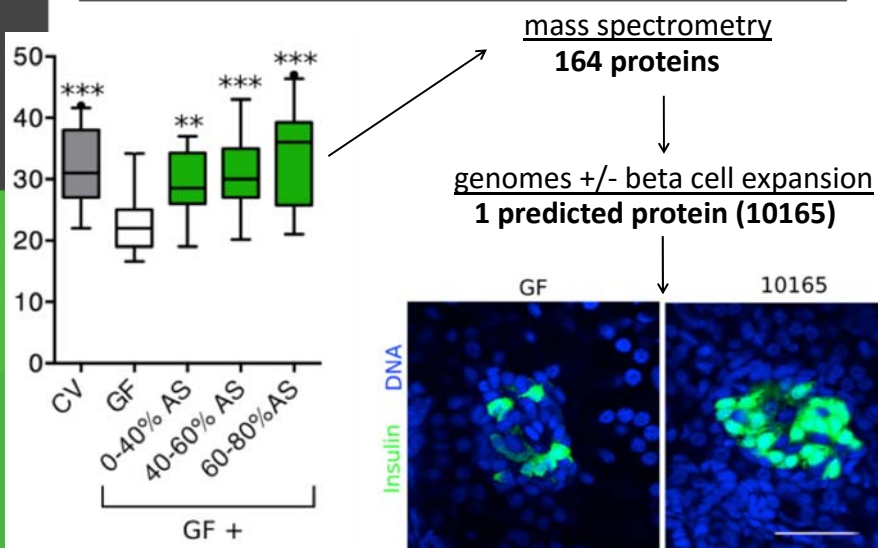 mass spectrometry
164 proteins
genomes +/- beta cell expansion
1 predicted protein (10165)
50
40
30
20
10
0
***
**
***
***
CV
GF
0-40% AS
40-60% AS
60-80%AS
GF +
GF
10165
Insulin DNA